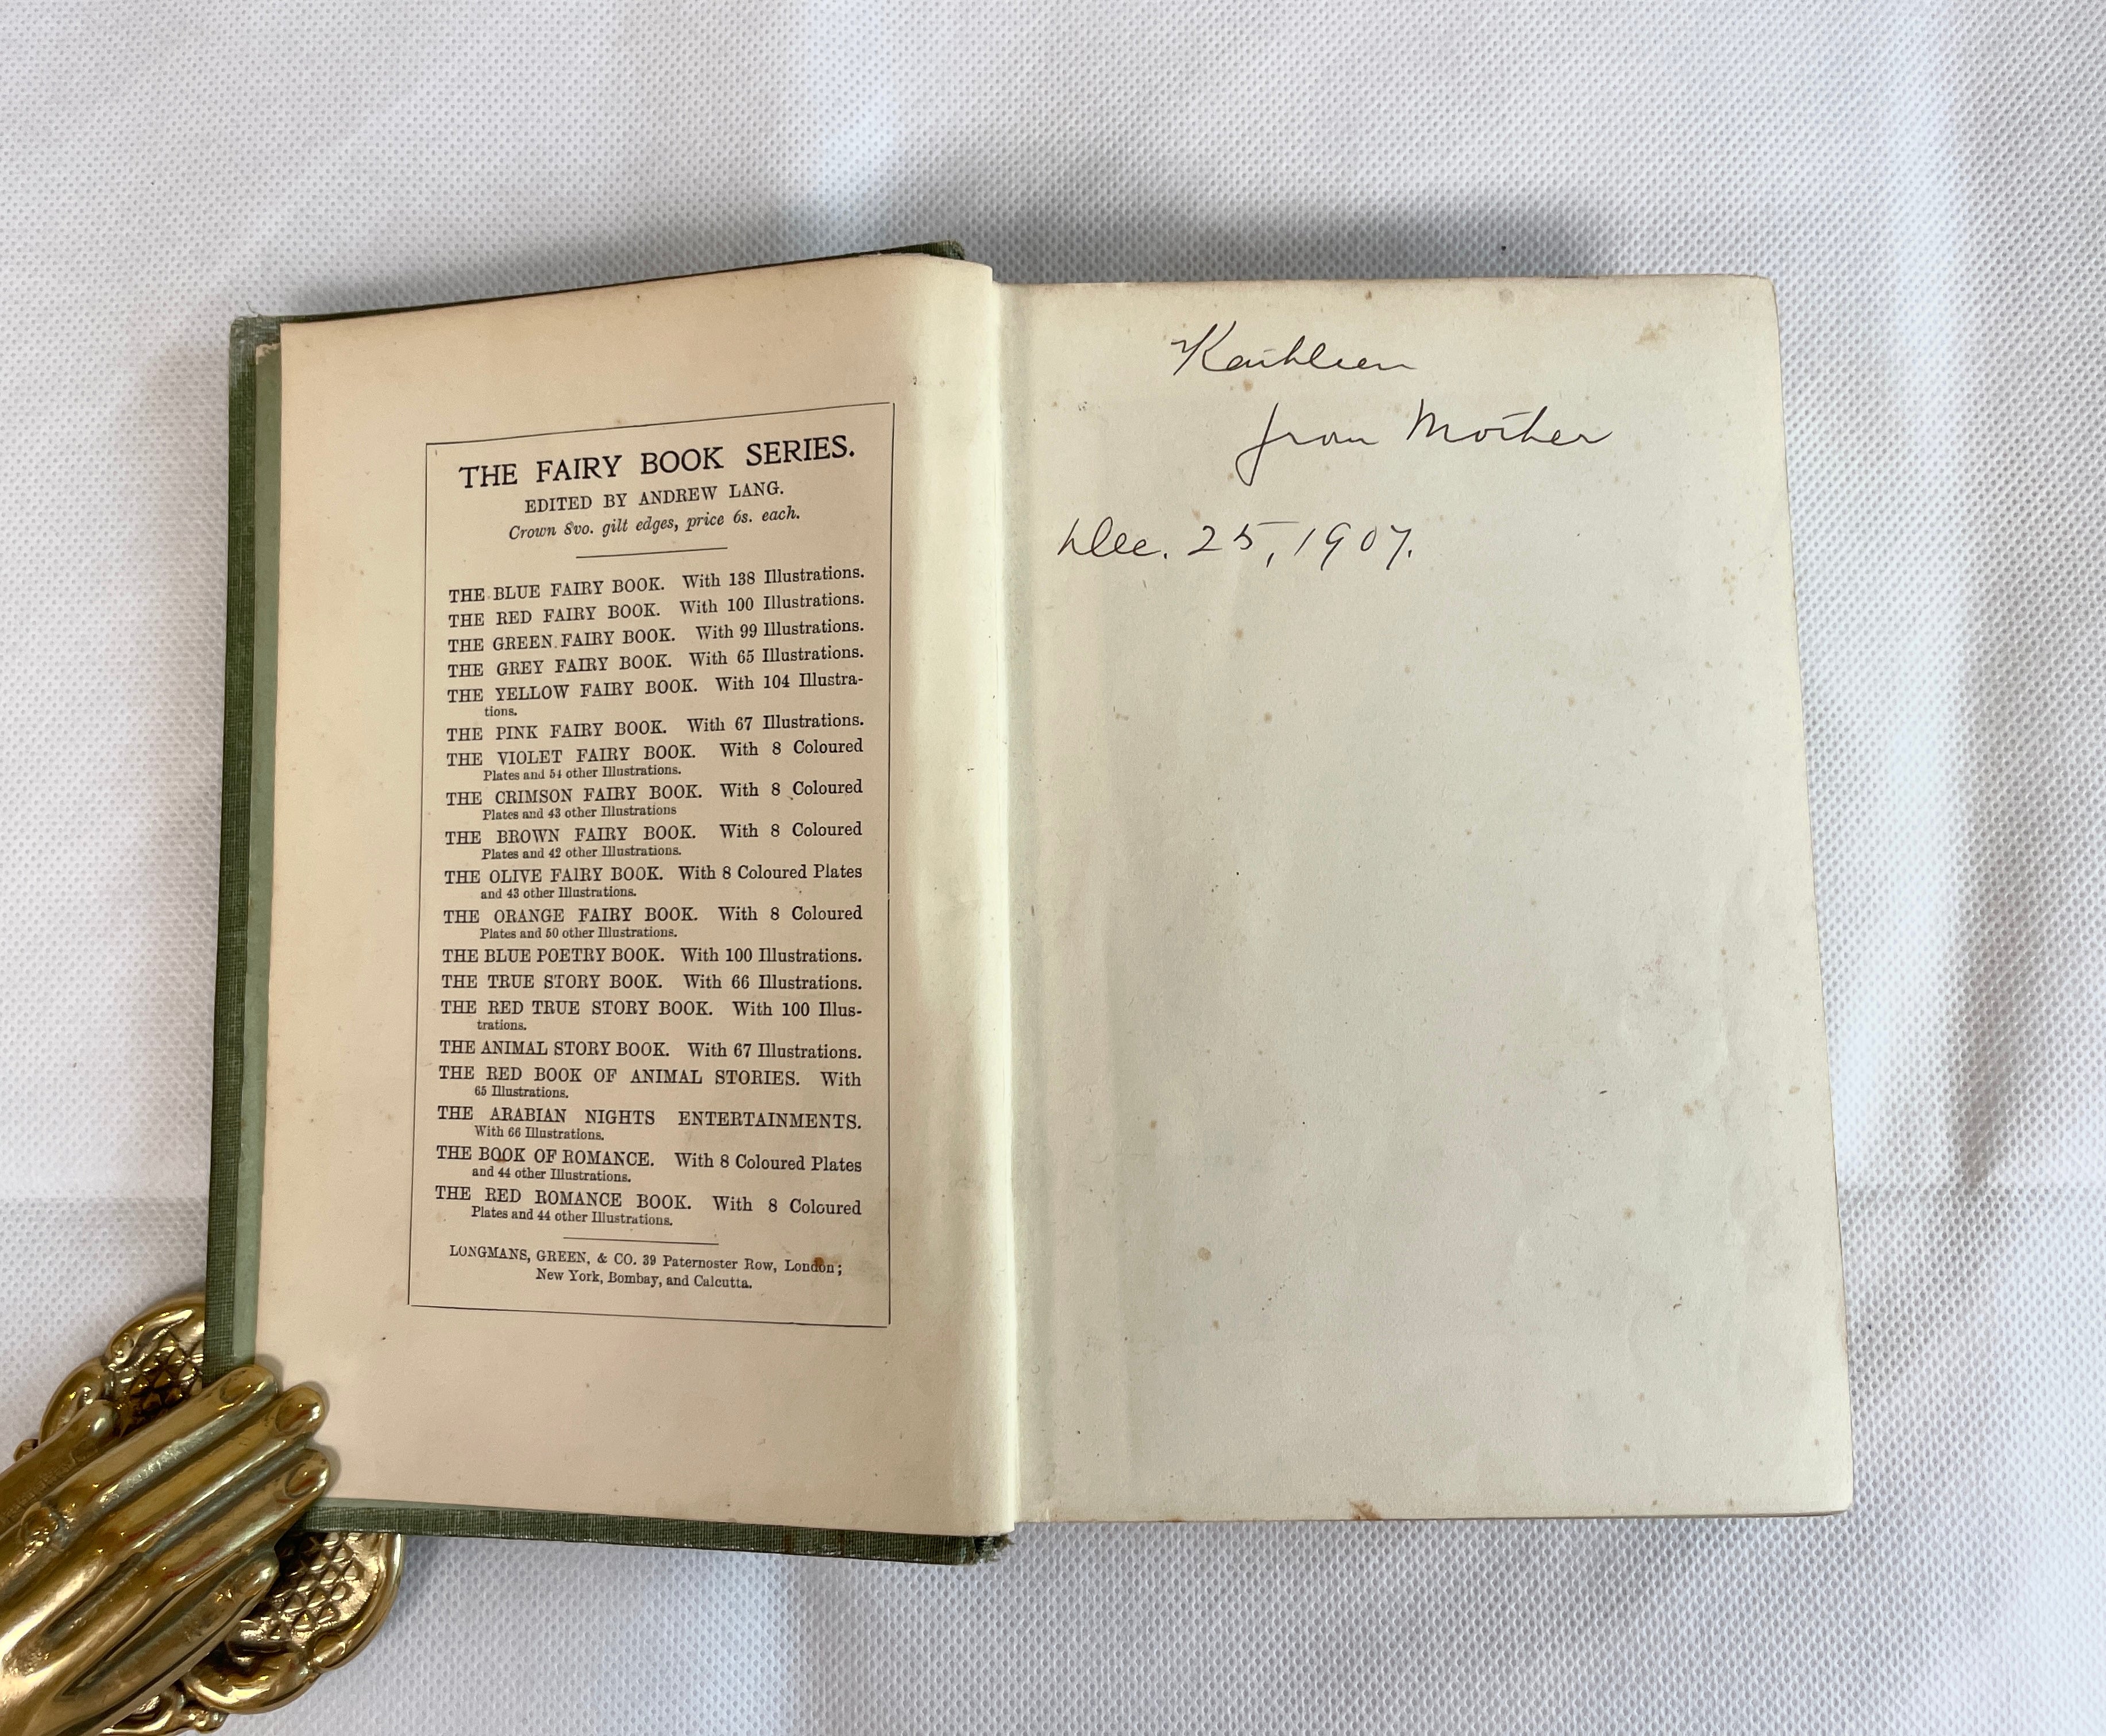 THE FAIRY BOOK SERIES.
EDITED BY ANDREW LANG.
Crown 8vo. gilt edges, price 6s. each.
THE BLUE FAIRY BOOK. With 138 Illustrations.
THE RED FAIRY BOOK. With 100 Illustrations.
THE GREEN FAIRY BOOK. With 99 Illustrations.
THE GREY FAIRY BOOK. With 65 Illustrations.
THE YELLOW FAIRY BOOK. With 104 Illustra-
tions.
THE PINK FAIRY BOOK. With 67 Illustrations.
THE VIOLET FAIRY BOOK. With 8 Coloured
Plates and 54 other Illustrations.
THE CRIMSON FAIRY BOOK. With 8 Coloured
Plates and 43 other Illustrations
THE BROWN FAIRY BOOK. With 8 Coloured
Plates and 42 other Illustrations.
THE OLIVE FAIRY BOOK. With 8 Coloured Plates
and 43 other Illustrations.
THE ORANGE FAIRY BOOK. With 8 Coloured
Plates and 50 other Illustrations.
THE BLUE POETRY BOOK. With 100 Illustrations.
THE TRUE STORY BOOK. With 66 Illustrations.
THE RED TRUE STORY BOOK. With 100 Illus-
trations.
THE ANIMAL STORY BOOK. With 67 Illustrations.
THE RED BOOK OF ANIMAL STORIES. With
65 Illustrations.
THE ARABIAN NIGHTS ENTERTAINMENTS.
With 66 Illustrations.
THE BOOK OF ROMANCE. With 8 Coloured Plates
and 44 other Illustrations.
THE RED ROMANCE BOOK. With 8 Coloured
Plates and 44 other Illustrations.
LONGMANS, GREEN, & CO. 39 Paternoster Row, London;
New York, Bombay, and Calcutta.
Kathleen
from Mother
Dec. 25, 1907.